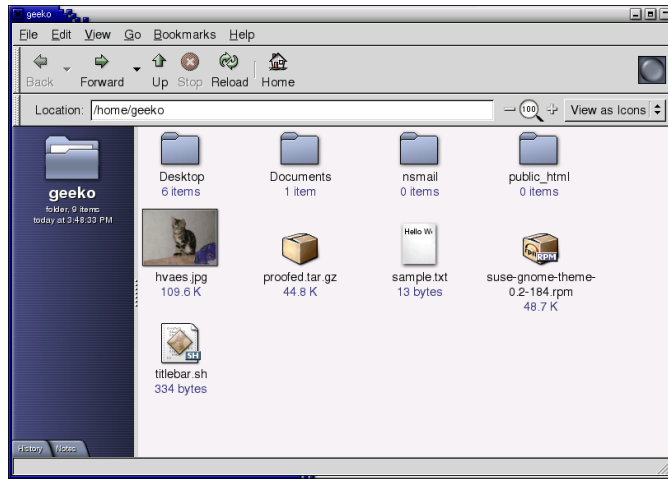 geeko
File Edit View Go Bookmarks Help
Back Forward Up Stop Reload Home
Location: /home/geeko 100 View as Icons
geeko
folder, 9 items
today at 3:48:33 PM
Desktop
6 items
Documents
1 item
nsmail
0 items
public_html
0 items
hvaes.jpg
109.6 K
proofed.tar.gz
44.8 K
Hello W
sample.txt
13 bytes
RPM
suse-gnome-theme-
0.2-184.rpm
48.7 K
SH
titlebar.sh
334 bytes
History Notes